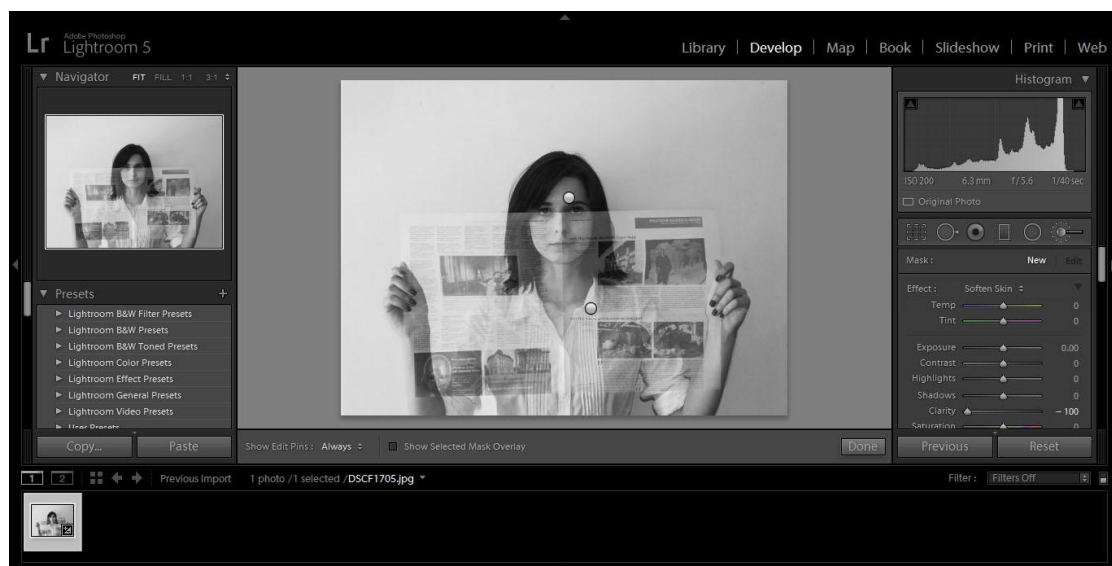 Lr Adobe Photoshop
Lightroom 5
Library | Develop | Map | Book | Slideshow | Print | Web
Navigator FIT FILL 1:1 3:1
Histogram
ISO 200 6.3 mm f/5.6 1/40 sec
Original Photo
Mask : New Edit
Effect : Soften Skin
Temp 0
Tint 0
Exposure 0.00
Contrast 0
Highlights 0
Shadows 0
Clarity – 100
Saturation 0
Presets +
Lightroom B&W Filter Presets
Lightroom B&W Presets
Lightroom B&W Toned Presets
Lightroom Color Presets
Lightroom Effect Presets
Lightroom General Presets
Lightroom Video Presets
User Presets
Copy... Paste
Show Edit Pins : Always Show Selected Mask Overlay Done
Previous Reset
1 2 Previous Import 1 photo /1 selected /DSCF1705.jpg
Filter : Filters Off